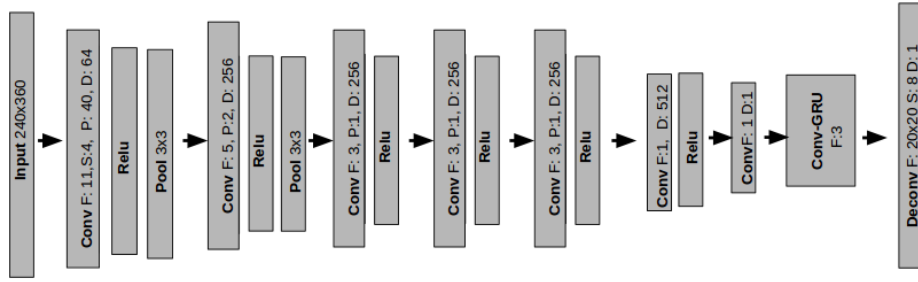 Input 240x360
Conv F: 11,S:4, P: 40, D: 64
Relu
Pool 3x3
Conv F: 5, P:2, D: 256
Relu
Pool 3x3
Conv F: 3, P:1, D: 256
Relu
Conv F: 3, P:1, D: 256
Relu
Conv F: 3, P:1, D: 256
Relu
Conv F:1, D: 512
Relu
ConvF: 1 D:1
Conv-GRU
F:3
Deconv F: 20x20 S: 8 D: 1